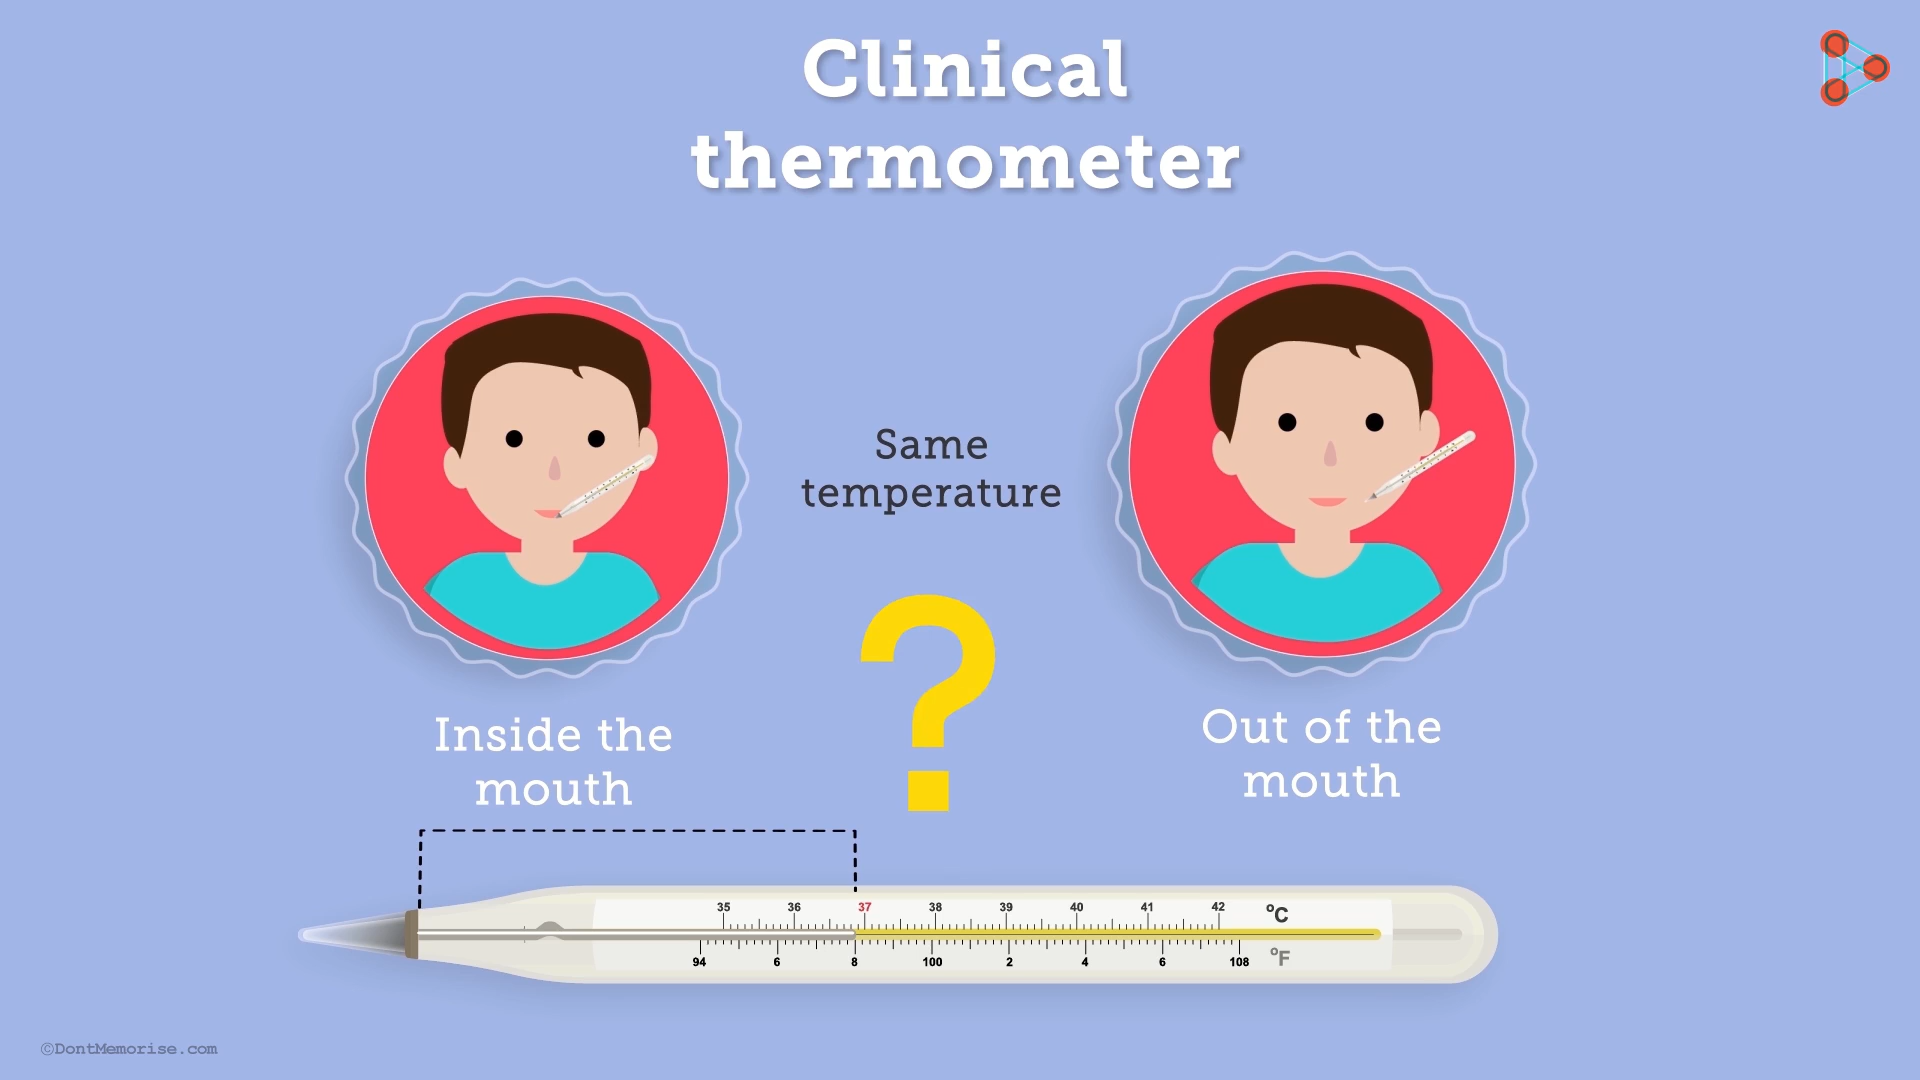 Clinical
thermometer
Same
temperature
Inside the
mouth
Out of the
mouth
35 36 37 38 39 40 41 42 °C
94 6 8 100 2 4 6 108 °F
©DontMemorise.com